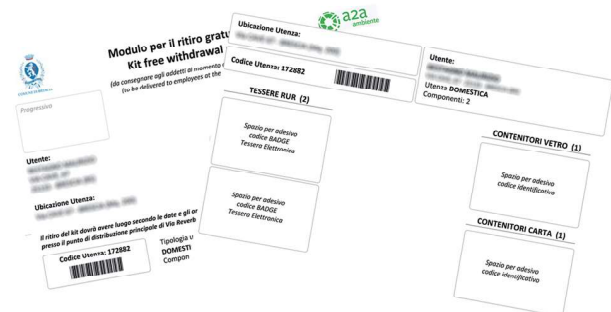 a2a
ambiente
Modulo per il ritiro gratu
Kit free withdrawal
(da consegnare agli addetti al momento
(to be delivered to employees at the
COMUNE DI
Progressivo
Utente:
Ubicazione Utenza:
Il ritiro del kit dovrà avere luogo secondo le date e gli or
presso il punto di distribuzione principale di Via Reverb
Codice Utenza: 172882
Tipologia u
DOMESTI
Compon
Ubicazione Utenza:
Codice Utenza: 172882
Utente:
Utenza DOMESTICA
Componenti: 2
TESSERE RUR (2)
Spazio per adesivo
codice BADGE
Tessera Elettronica
Spazio per adesivo
codice BADGE
Tessera Elettronica
CONTENITORI VETRO (1)
Spazio per adesivo
codice identificativo
CONTENITORI CARTA (1)
Spazio per adesivo
codice identificativo